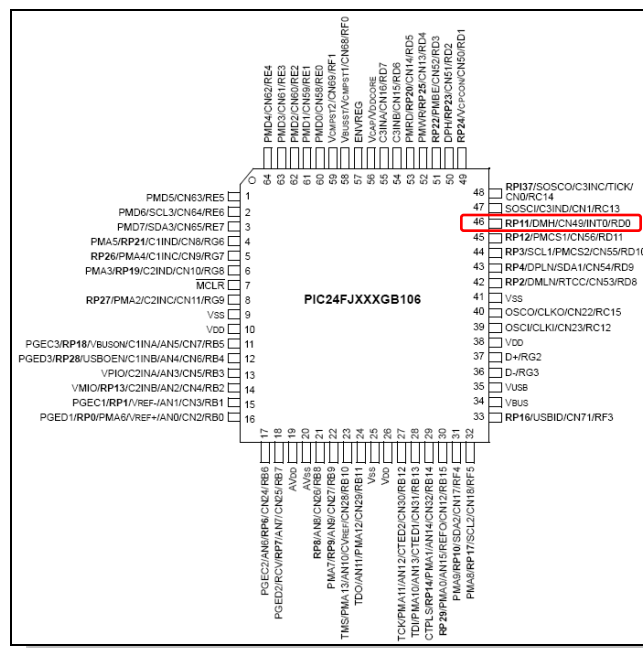 PMD4/CN62/RE4
PMD3/CN61/RE3
PMD2/CN60/RE2
PMD1/CN59/RE1
PMD0/CN58/RE0
VCMPST2/CN69/RF1
VBUSST/VCMPST1/CN68/RF0
ENVREG
VCAP/VDDCORE
C3INA/CN16/RD7
C3INB/CN15/RD6
PMRD/RP20/CN14/RD5
PMWR/RP25/CN13/RD4
RP22/PMBE/CN52/RD3
DPH/RP23/CN51/RD2
RP24/VCPCON/CN50/RD1
64 63 62 61 60 59 58 57 56 55 54 53 52 51 50 49
PMD5/CN63/RE5 1
PMD6/SCL3/CN64/RE6 2
PMD7/SDA3/CN65/RE7 3
PMA5/RP21/C1IND/CN8/RG6 4
RP26/PMA4/C1INC/CN9/RG7 5
PMA3/RP19/C2IND/CN10/RG8 6
MCLR 7
RP27/PMA2/C2INC/CN11/RG9 8
VSS 9
VDD 10
PGEC3/RP18/VBUSON/C1INA/AN5/CN7/RB5 11
PGED3/RP28/USBOEN/C1INB/AN4/CN6/RB4 12
VPIO/C2INA/AN3/CN5/RB3 13
VMIO/RP13/C2INB/AN2/CN4/RB2 14
PGEC1/RP1/VREF-/AN1/CN3/RB1 15
PGED1/RP0/PMA6/VREF+/AN0/CN2/RB0 16
PIC24FJXXXGB106
48 RPI37/SOSCO/C3INC/TICK/
CN0/RC14
47 SOSCI/C3IND/CN1/RC13
46 RP11/DMH/CN49/INT0/RD0
45 RP12/PMCS1/CN56/RD11
44 RP3/SCL1/PMCS2/CN55/RD10
43 RP4/DPLN/SDA1/CN54/RD9
42 RP2/DMLN/RTCC/CN53/RD8
41 VSS
40 OSCO/CLKO/CN22/RC15
39 OSCI/CLKI/CN23/RC12
38 VDD
37 D+/RG2
36 D-/RG3
35 VUSB
34 VBUS
33 RP16/USBID/CN71/RF3
17 18 19 20 21 22 23 24 25 26 27 28 29 30 31 32
PGEC2/AN6/RP6/CN24/RB6
PGED2/RCV/RP7/AN7/CN25/RB7
AVDD
AVSS
RP8/AN8/CN26/RB8
PMA7/RP9/AN9/CN27/RB9
TMS/PMA13/AN10/CVREF/CN28/RB10
TDO/AN11/PMA12/CN29/RB11
VSS
VDD
TCK/PMA11/AN12/CTED2/CN30/RB12
TDI/PMA10/AN13/CTED1/CN31/RB13
CTPLS/RP14/PMA1/AN14/CN32/RB14
RP29/PMA0/AN15/REFO/CN12/RB15
PMA9/RP10/SDA2/CN17/RF4
PMA8/RP17/SCL2/CN18/RF5